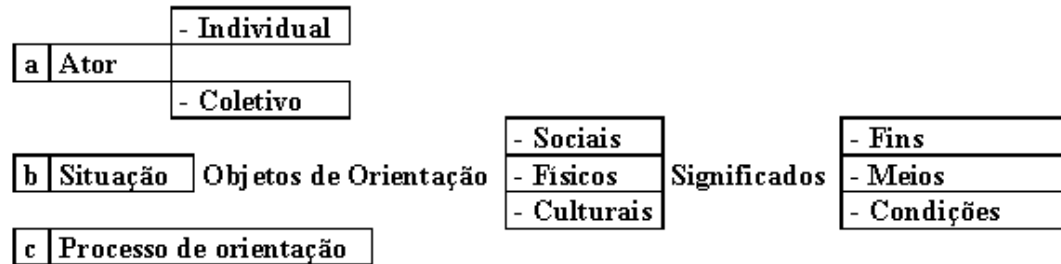 - Individual
a Ator
- Coletivo
- Sociais - Fins
b Situação Objetos de Orientação - Físicos Significados - Meios
- Culturais - Condições
c Processo de orientação